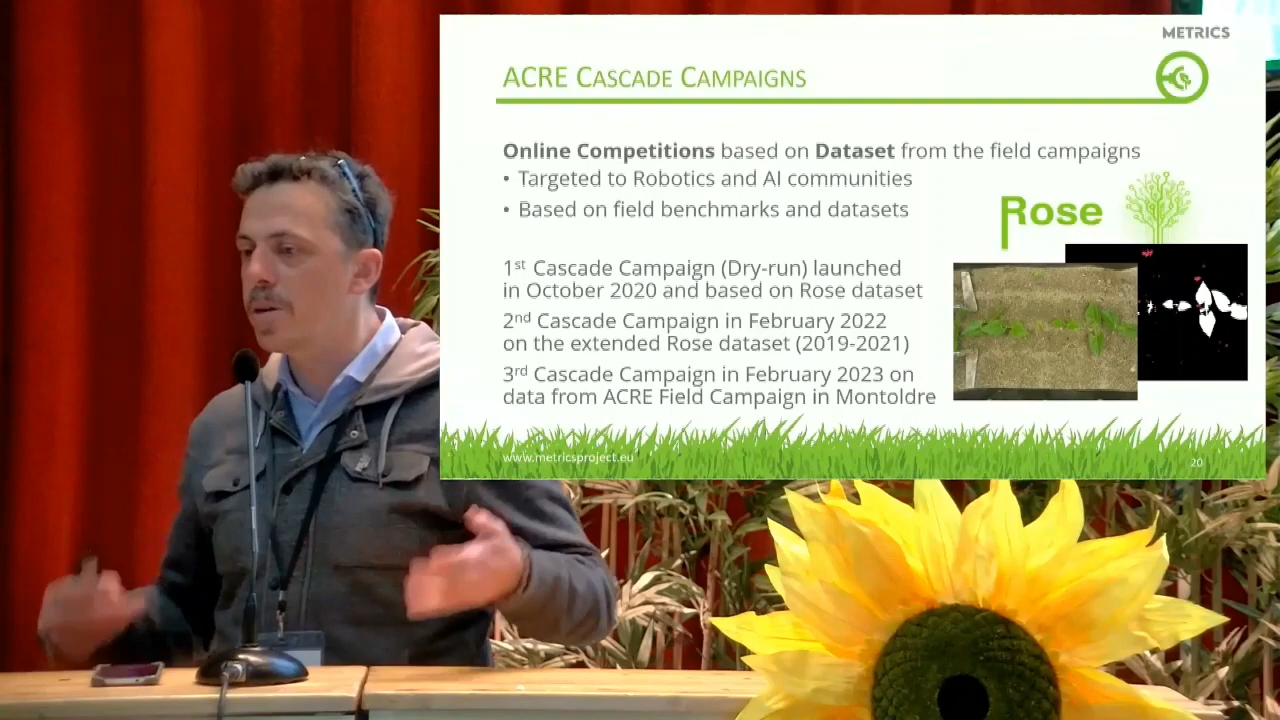 METRICS
ACRE CASCADE CAMPAIGNS
Online Competitions based on Dataset from the field campaigns
• Targeted to Robotics and AI communities
• Based on field benchmarks and datasets
Rose
1st Cascade Campaign (Dry-run) launched
in October 2020 and based on Rose dataset
2nd Cascade Campaign in February 2022
on the extended Rose dataset (2019-2021)
3rd Cascade Campaign in February 2023 on
data from ACRE Field Campaign in Montoldre
www.metricsproject.eu
20